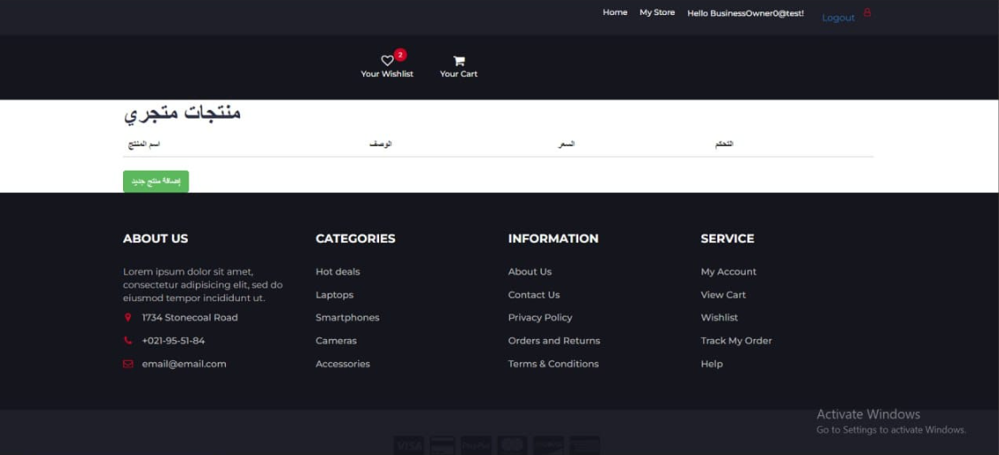 Home My Store Hello BusinessOwner0@test! Logout
2
Your Wishlist Your Cart
منتجات متجري
اسم المنتج الوصف السعر التحكم
إضافة منتج جديد
ABOUT US CATEGORIES INFORMATION SERVICE
Lorem ipsum dolor sit amet, Hot deals About Us My Account
consectetur adipisicing elit, sed do
eiusmod tempor incididunt ut. Laptops Contact Us View Cart
1734 Stonecoal Road Smartphones Privacy Policy Wishlist
+021-95-51-84 Cameras Orders and Returns Track My Order
email@email.com Accessories Terms & Conditions Help
Activate Windows
Go to Settings to activate Windows.
VISA